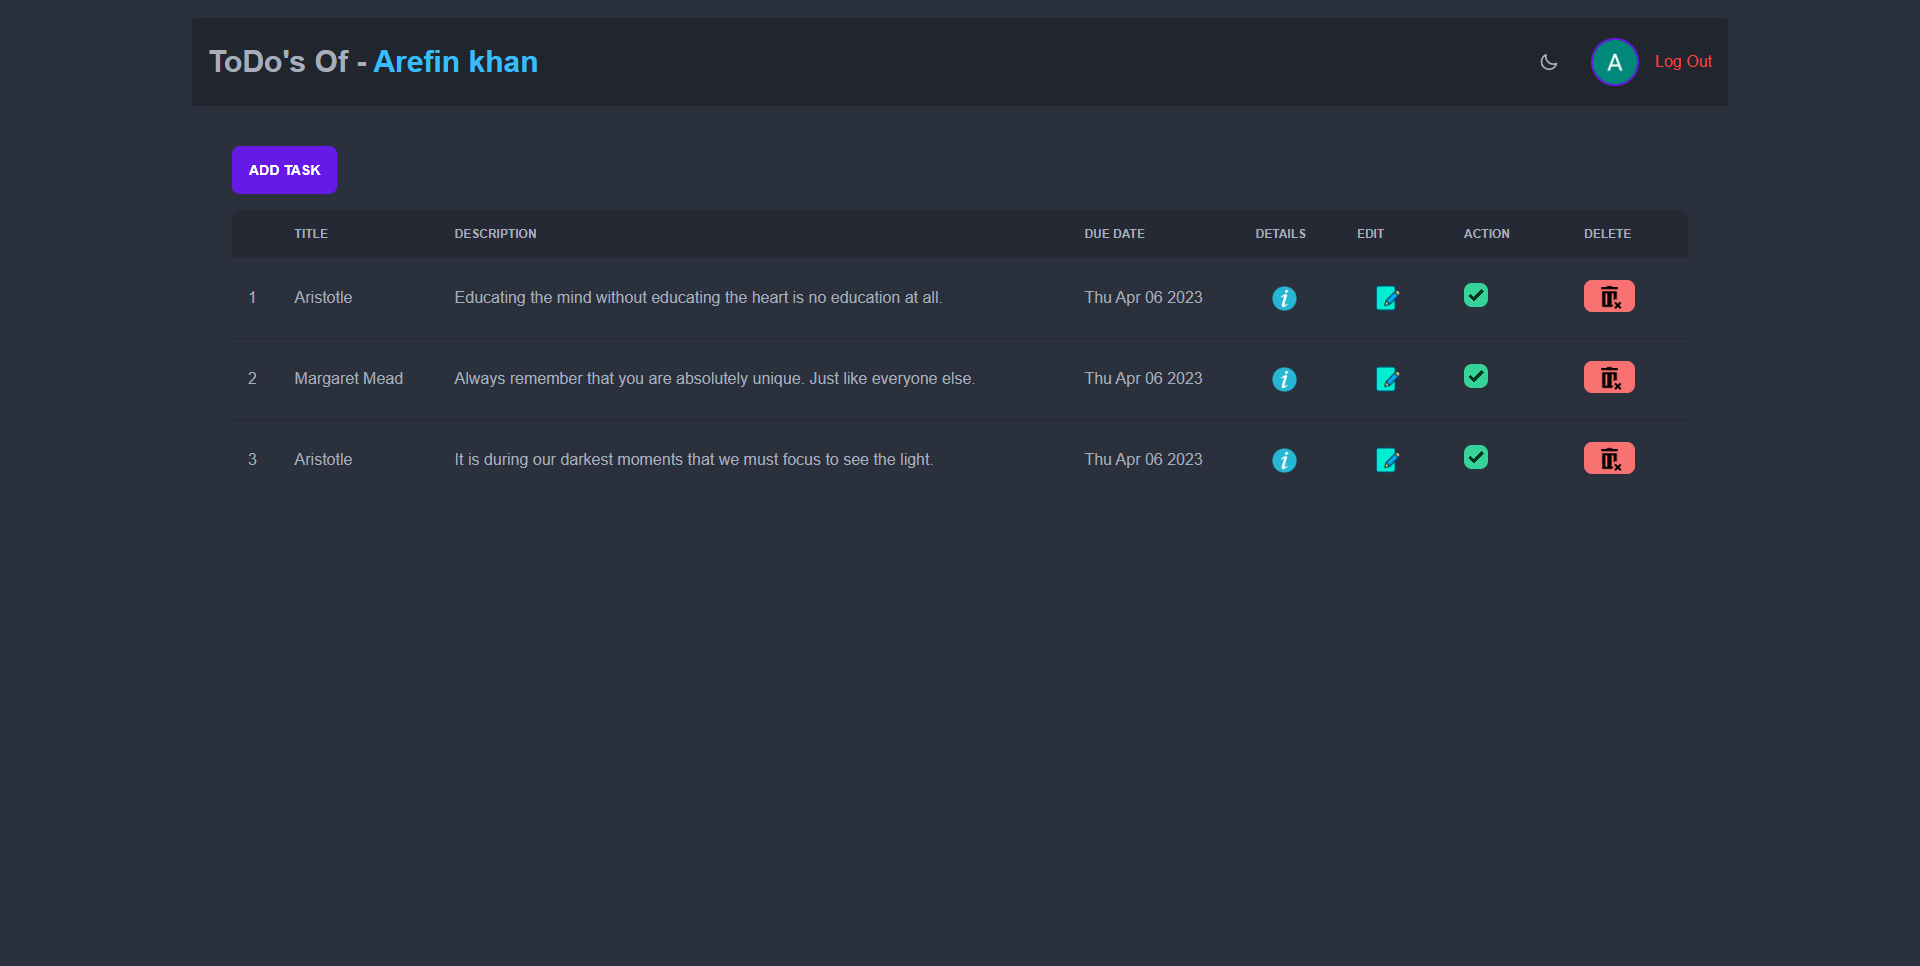 ToDo's Of - Arefin khan
A
Log Out
ADD TASK
TITLE DESCRIPTION DUE DATE DETAILS EDIT ACTION DELETE
1 Aristotle Educating the mind without educating the heart is no education at all. Thu Apr 06 2023
2 Margaret Mead Always remember that you are absolutely unique. Just like everyone else. Thu Apr 06 2023
3 Aristotle It is during our darkest moments that we must focus to see the light. Thu Apr 06 2023